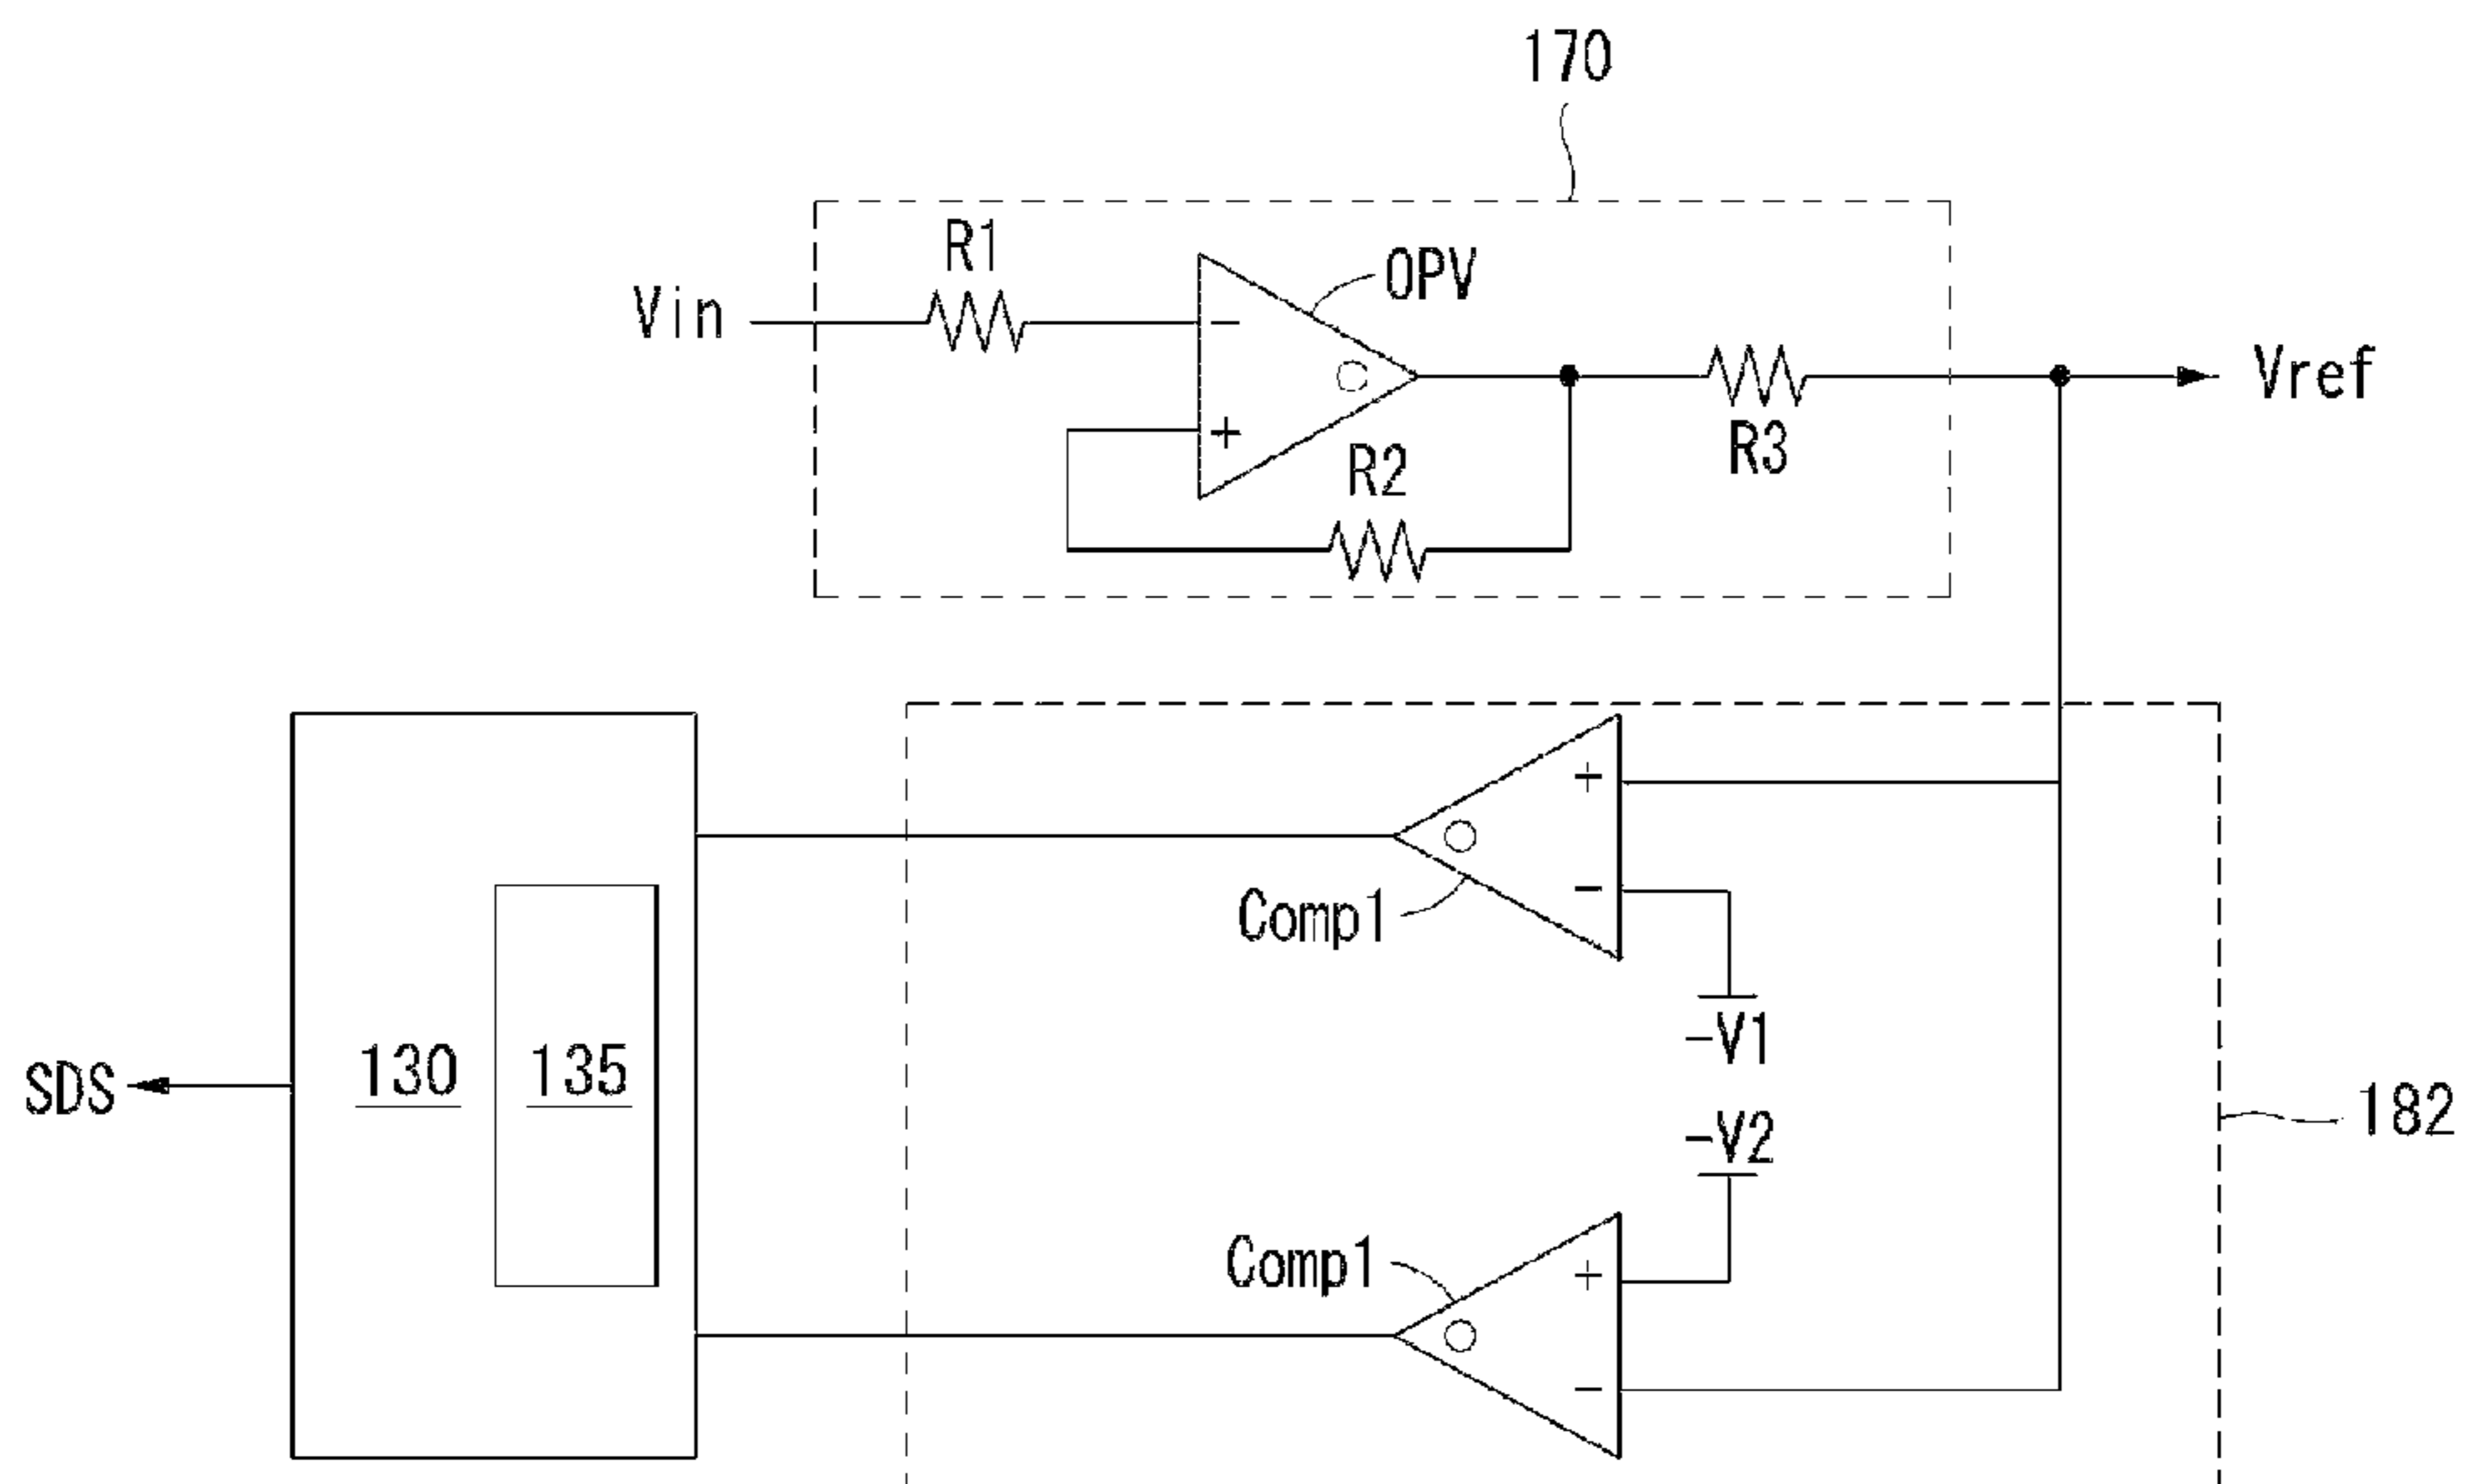 170
R1
OPV
Vin
−
Vref
+
R2
R3
+
−
Comp1
-V1
130
135
SDS
-V2
182
Comp1
+
−